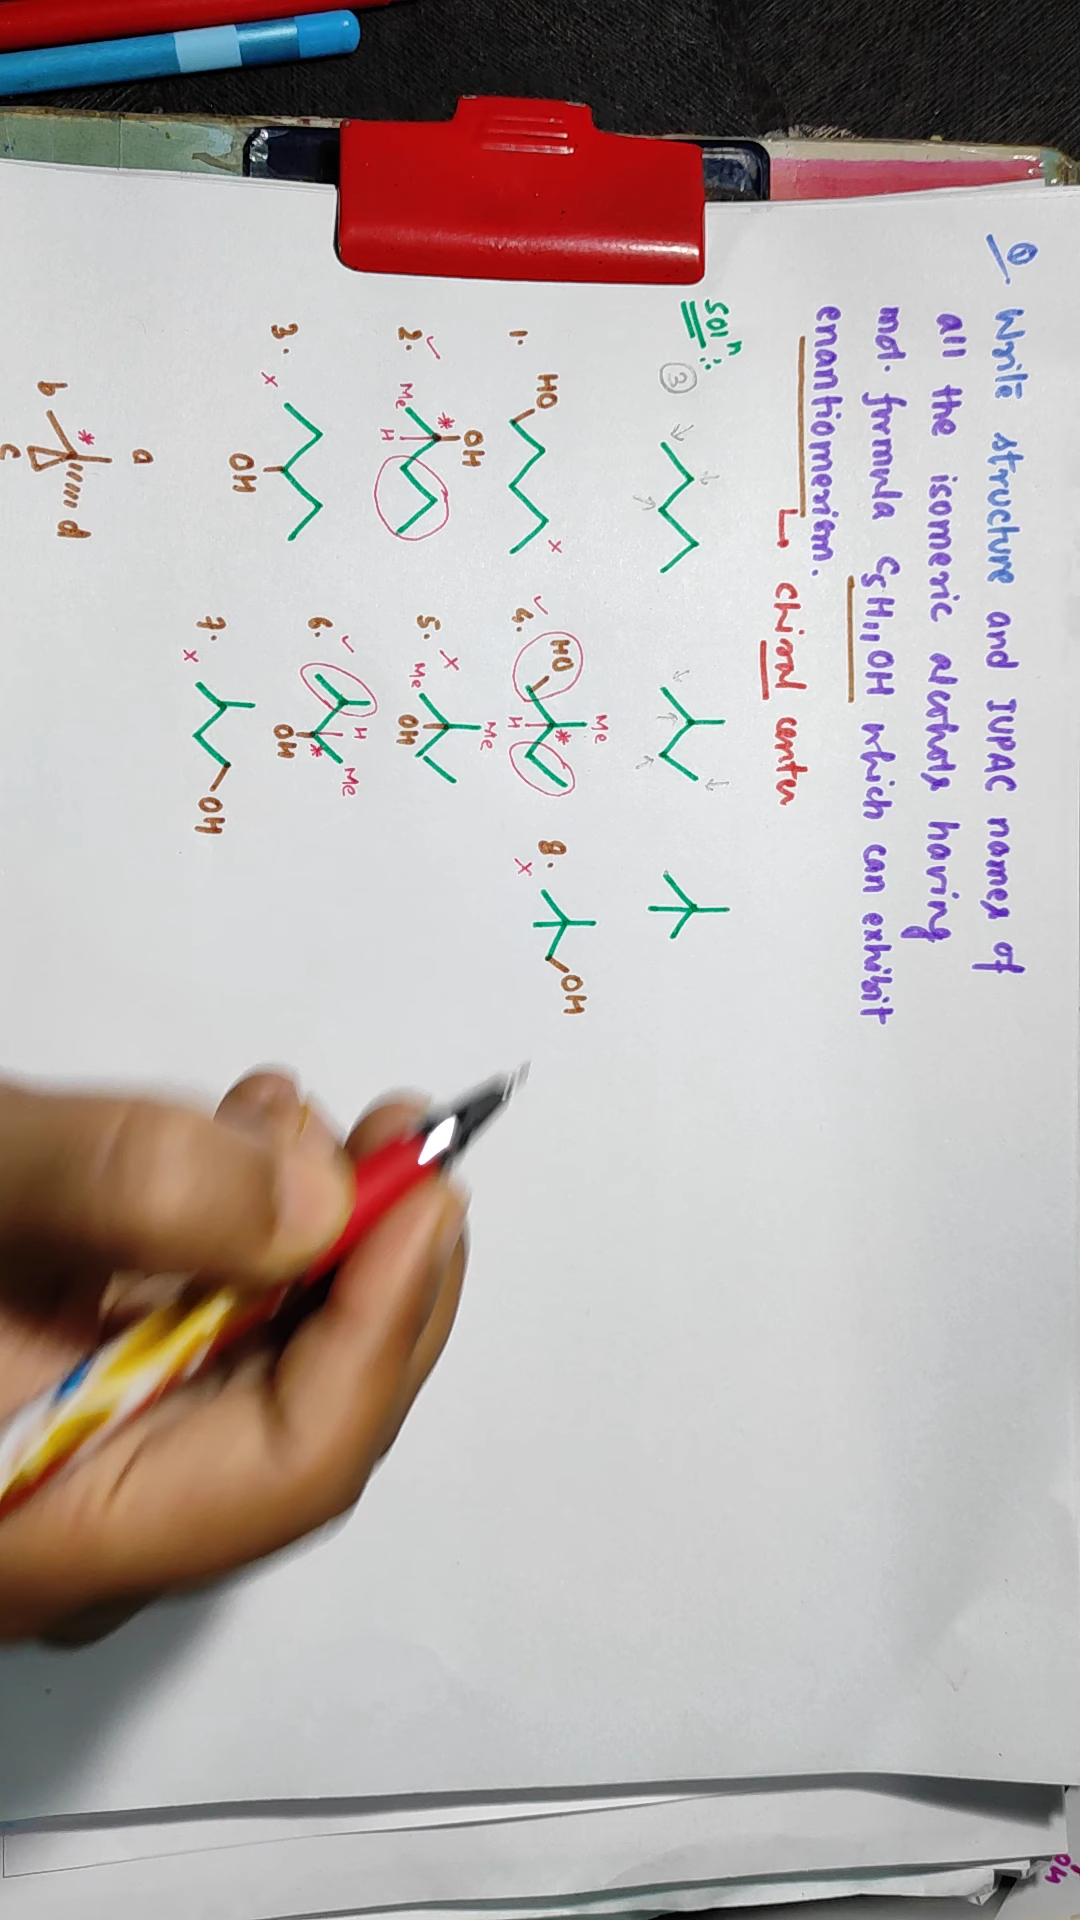 Q Write structure and IUPAC names of
all the isomeric alcohols having
mol. formula C5H11OH which can exhibit
enantiomerism.
↳ chiral center
Solⁿ:
3
1. HO x
2. ✓ Me * OH H
3. x OH
4. ✓ HO H * Me
5. x Me OH Me
6. ✓ OH * H Me
7. x OH
8. x OH
a
b * d
c
04